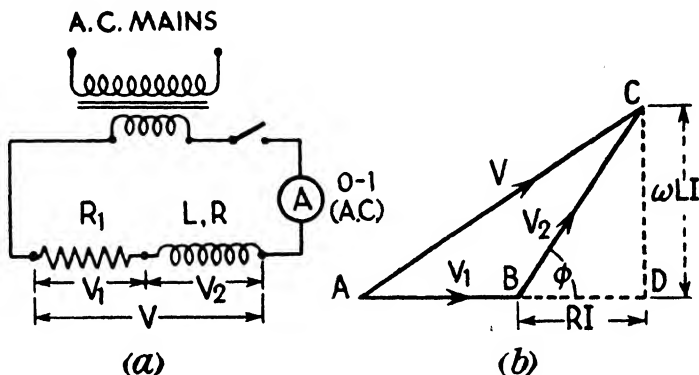 A.C. MAINS
R₁
L,R
A
0-1
(A.C)
V₁
V₂
V
(a)
C
V
V₂
ωLI
A
V₁
B
ϕ
D
RI
(b)